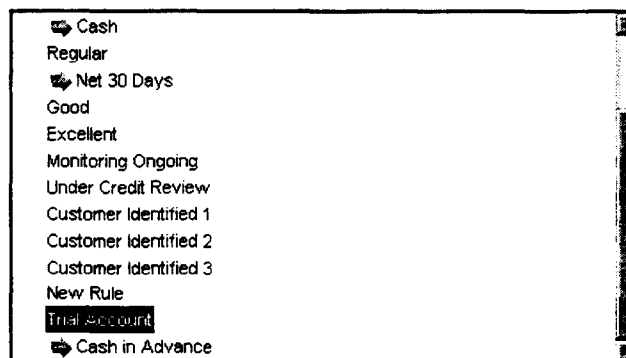 Cash
Regular
Net 30 Days
Good
Excellent
Monitoring Ongoing
Under Credit Review
Customer Identified 1
Customer Identified 2
Customer Identified 3
New Rule
Trial Account
Cash in Advance